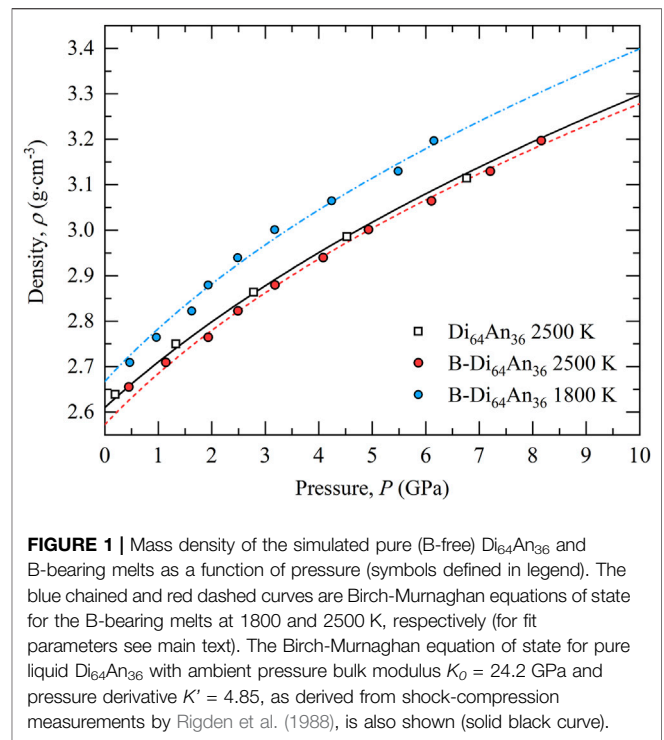 3.4
3.3
3.2
3.1
3.0
2.9
2.8
2.7
2.6
Density, ρ (g·cm⁻³)
Di₆₄An₃₆ 2500 K
B-Di₆₄An₃₆ 2500 K
B-Di₆₄An₃₆ 1800 K
0 1 2 3 4 5 6 7 8 9 10
Pressure, P (GPa)
FIGURE 1 | Mass density of the simulated pure (B-free) Di₆₄An₃₆ and
B-bearing melts as a function of pressure (symbols defined in legend). The
blue chained and red dashed curves are Birch-Murnaghan equations of state
for the B-bearing melts at 1800 and 2500 K, respectively (for fit
parameters see main text). The Birch-Murnaghan equation of state for pure
liquid Di₆₄An₃₆ with ambient pressure bulk modulus K₀ = 24.2 GPa and
pressure derivative K' = 4.85, as derived from shock-compression
measurements by Rigden et al. (1988), is also shown (solid black curve).